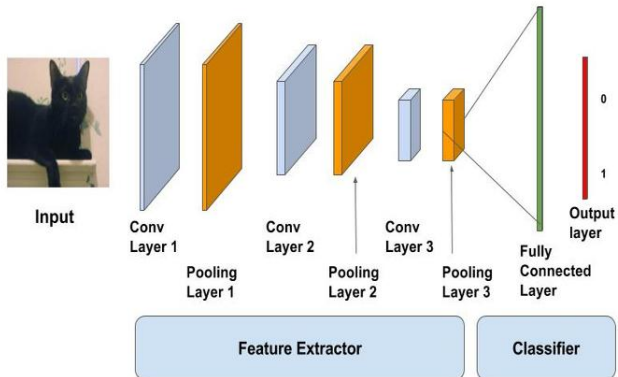 Input
Conv
Layer 1
Pooling
Layer 1
Conv
Layer 2
Pooling
Layer 2
Conv
Layer 3
Pooling
Layer 3
Fully
Connected
Layer
0
1
Output
layer
Feature Extractor
Classifier